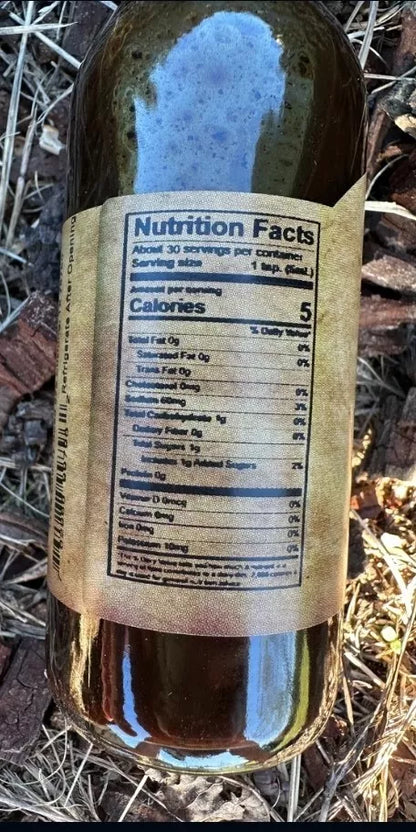 Nutrition Facts
About 30 servings per container
Serving size 1 tsp. (5mL)
Amount per serving
Calories 5
% Daily Value*
Total Fat 0g 0%
Saturated Fat 0g 0%
Trans Fat 0g
Cholesterol 0mg 0%
Sodium 60mg 3%
Total Carbohydrate 1g 0%
Dietary Fiber 0g 0%
Total Sugars 1g
Includes 1g Added Sugars 2%
Protein 0g
Vitamin D 0mcg 0%
Calcium 0mg 0%
Iron 0mg 0%
Potassium 10mg 0%
Refrigerate After Opening